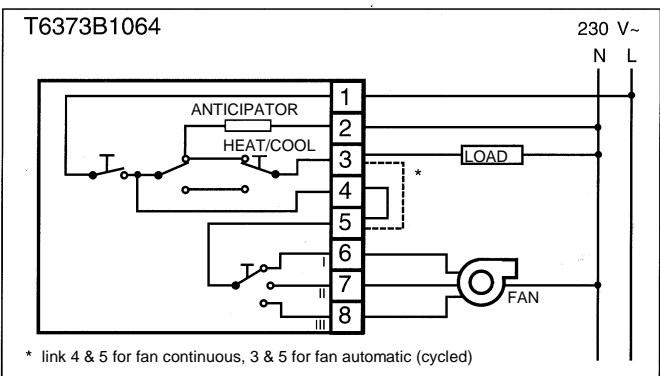 T6373B1064
230 V~
N L
ANTICIPATOR
HEAT/COOL
1
2
3
4
5
6
7
8
LOAD
*
I
II
III
FAN
* link 4 & 5 for fan continuous, 3 & 5 for fan automatic (cycled)